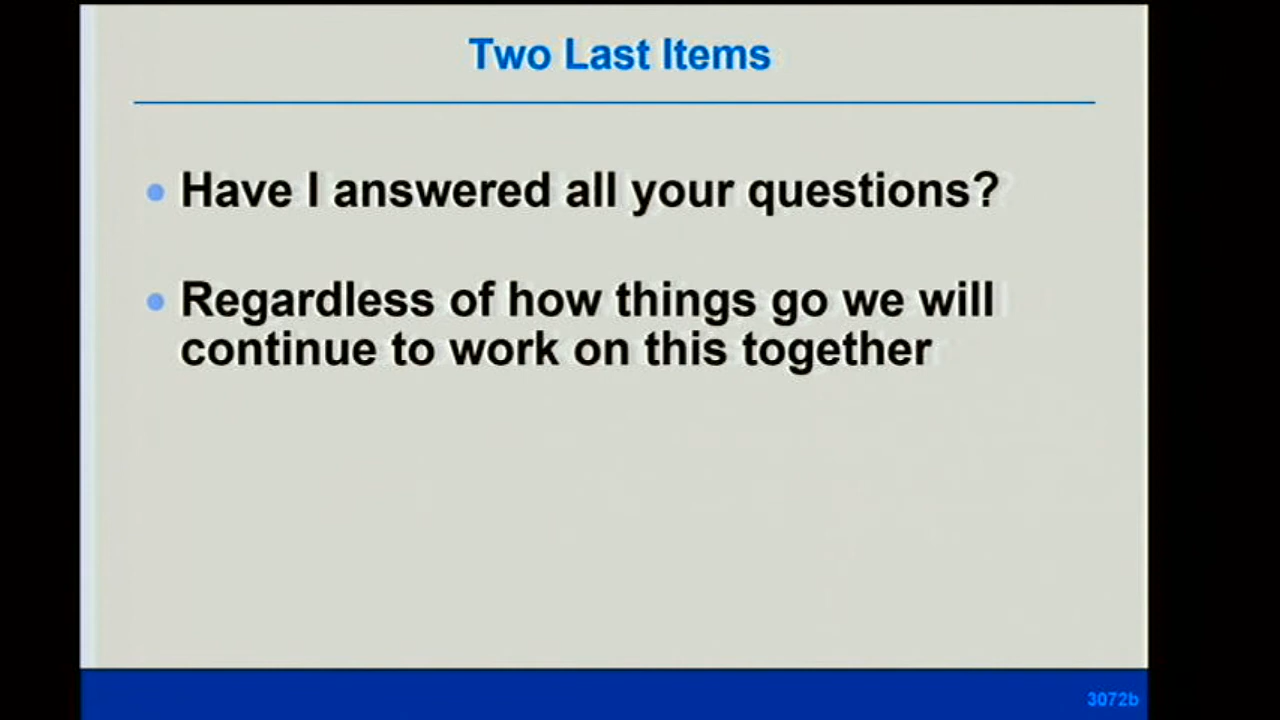 Two Last Items
Have I answered all your questions?
Regardless of how things go we will
continue to work on this together
3072b